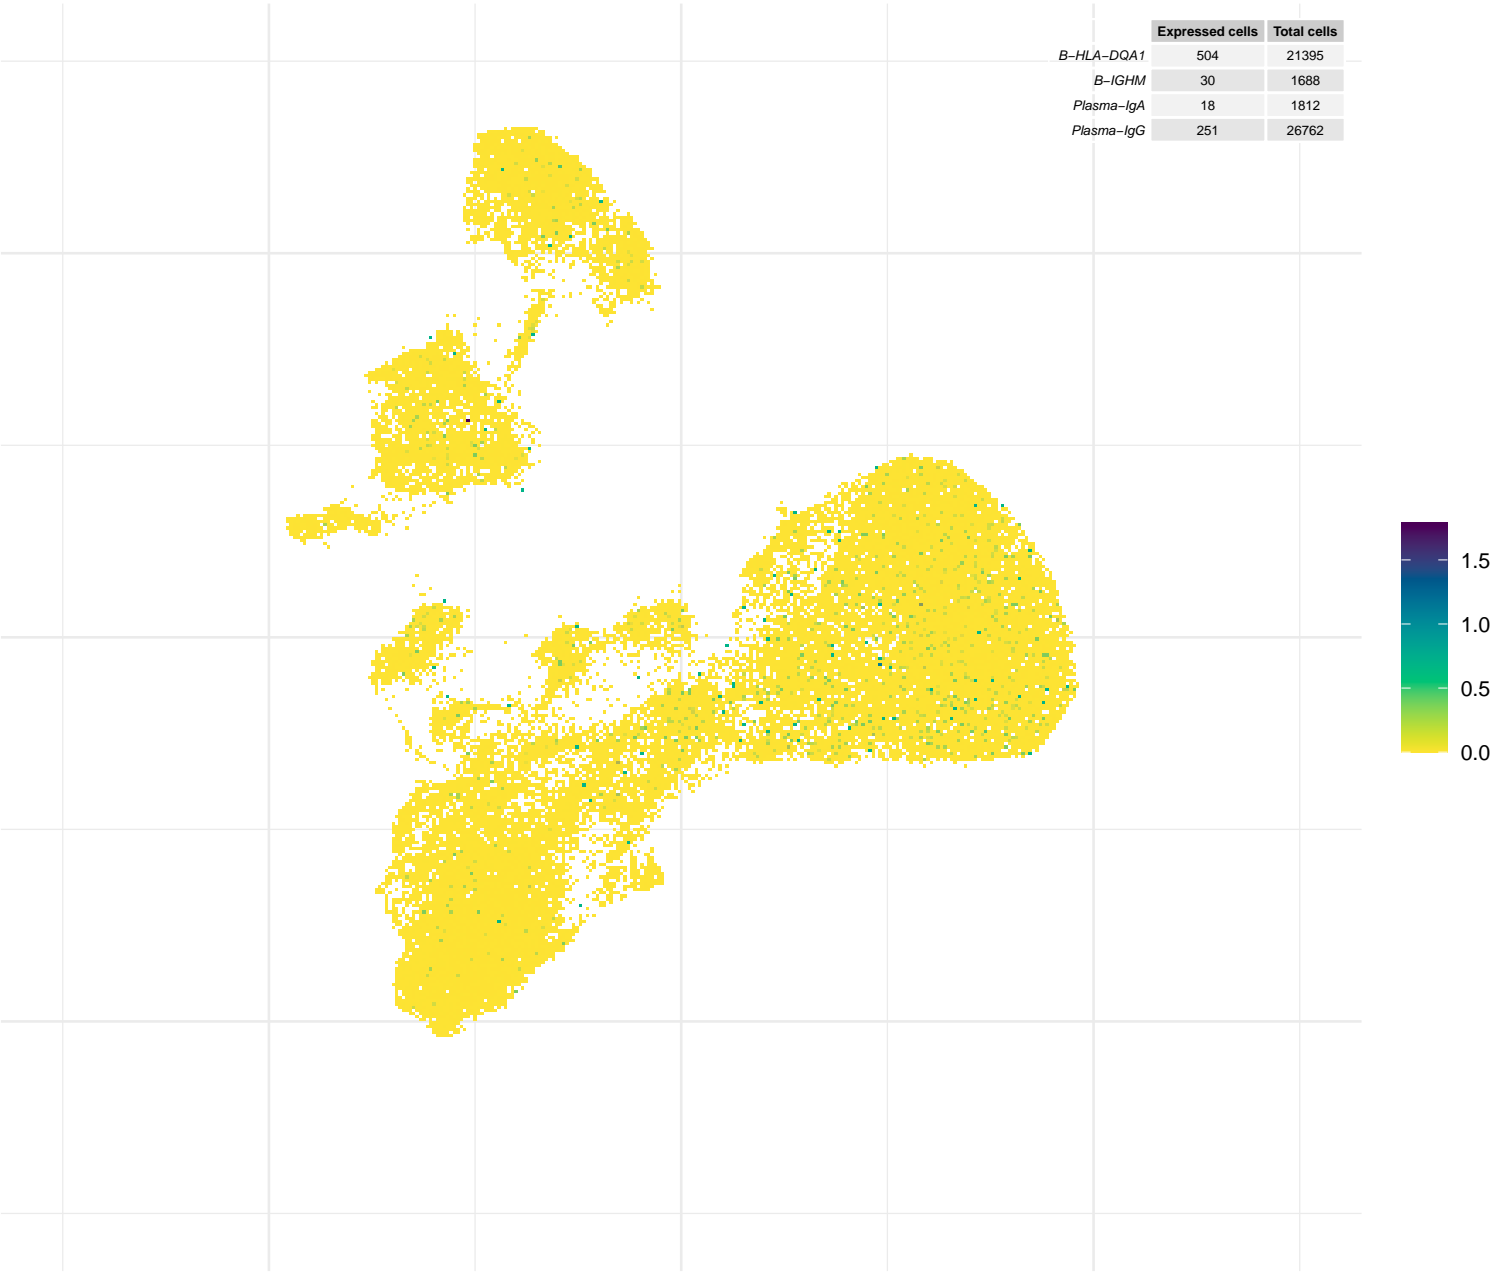 Expressed cells Total cells
B−HLA−DQA1 504 21395
B−IGHM 30 1688
Plasma−IgA 18 1812
Plasma−IgG 251 26762
1.5
1.0
0.5
0.0